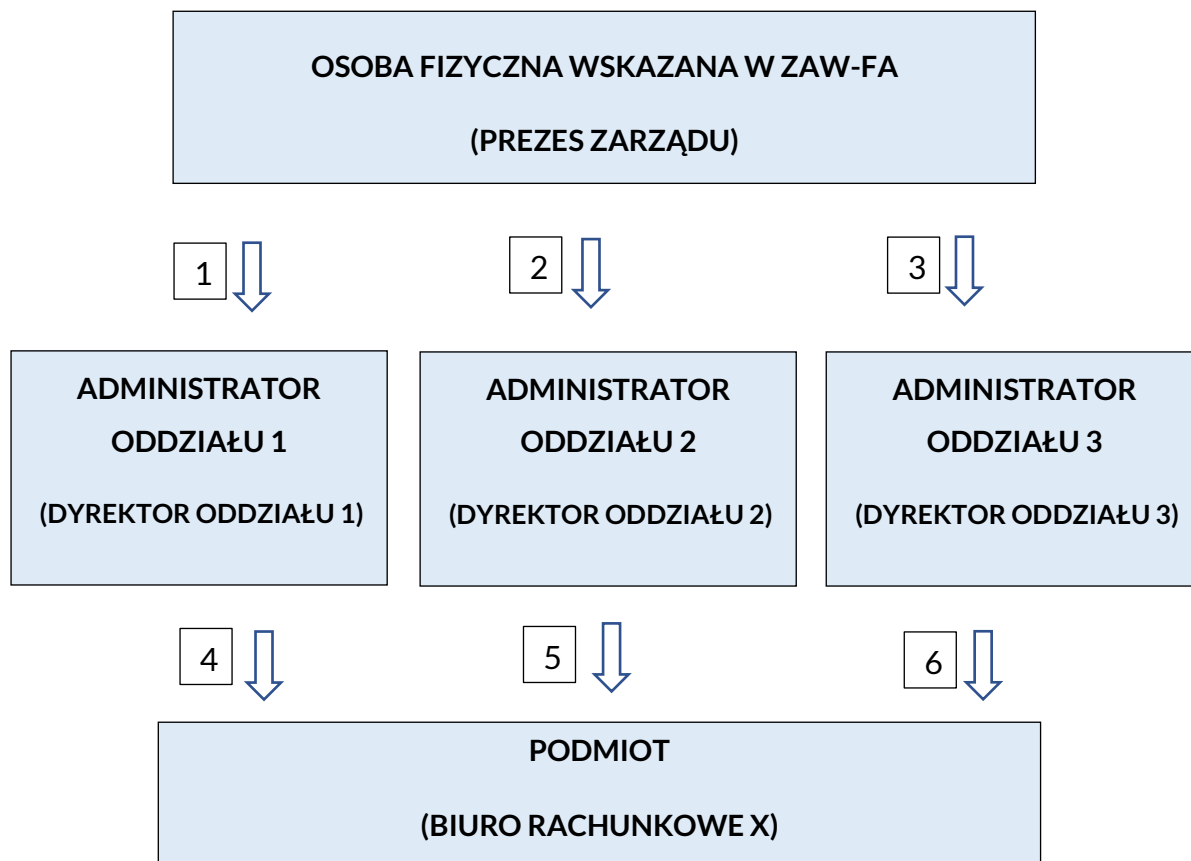 OSOBA FIZYCZNA WSKAZANA W ZAW-FA
(PREZES ZARZĄDU)
1
2
3
ADMINISTRATOR
ODDZIAŁU 1
(DYREKTOR ODDZIAŁU 1)
ADMINISTRATOR
ODDZIAŁU 2
(DYREKTOR ODDZIAŁU 2)
ADMINISTRATOR
ODDZIAŁU 3
(DYREKTOR ODDZIAŁU 3)
4
5
6
PODMIOT
(BIURO RACHUNKOWE X)